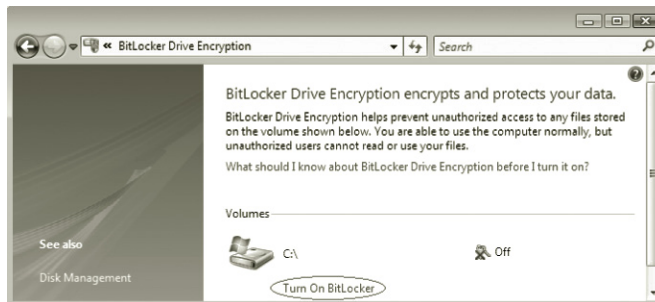 « BitLocker Drive Encryption
Search
BitLocker Drive Encryption encrypts and protects your data.
BitLocker Drive Encryption helps prevent unauthorized access to any files stored
on the volume shown below. You are able to use the computer normally, but
unauthorized users cannot read or use your files.
What should I know about BitLocker Drive Encryption before I turn it on?
Volumes
C:\
Off
Turn On BitLocker
See also
Disk Management